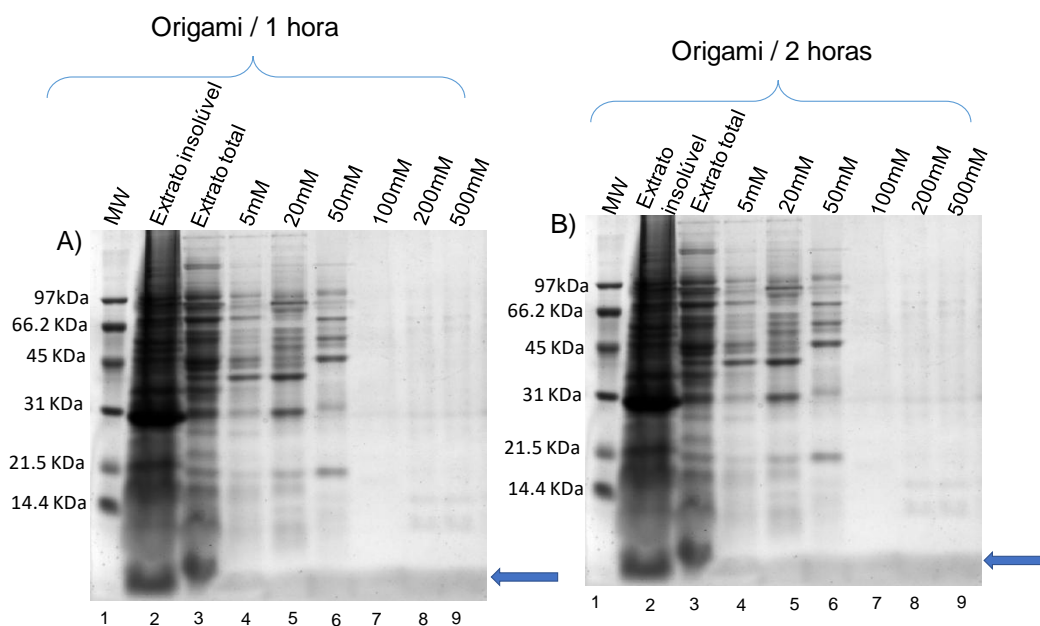 Origami / 1 hora
MW
Extrato insolúvel
Extrato total
5mM
20mM
50mM
100mM
200mM
500mM
A)
97kDa
66.2 KDa
45 KDa
31 KDa
21.5 KDa
14.4 KDa
1 2 3 4 5 6 7 8 9
Origami / 2 horas
MW
Extrato
insolúvel
Extrato total
5mM
20mM
50mM
100mM
200mM
500mM
B)
97kDa
66.2 KDa
45 KDa
31 KDa
21.5 KDa
14.4 KDa
1 2 3 4 5 6 7 8 9